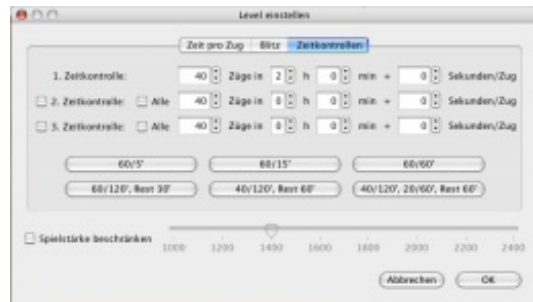 Level einstellen
Zeit pro Zug Blitz Zeitkontrollen
1. Zeitkontrolle: 40 Züge in 2 h 0 min + 0 Sekunden/Zug
2. Zeitkontrolle: Alle 40 Züge in 0 h 0 min + 0 Sekunden/Zug
3. Zeitkontrolle: Alle 40 Züge in 0 h 0 min + 0 Sekunden/Zug
60/5' 60/15' 60/60'
60/120', Rest 30' 40/120', Rest 60' 40/120', 20/60', Rest 60'
Spielstärke beschränken
1000 1200 1400 1600 1800 2000 2200 2400
Abbrechen OK